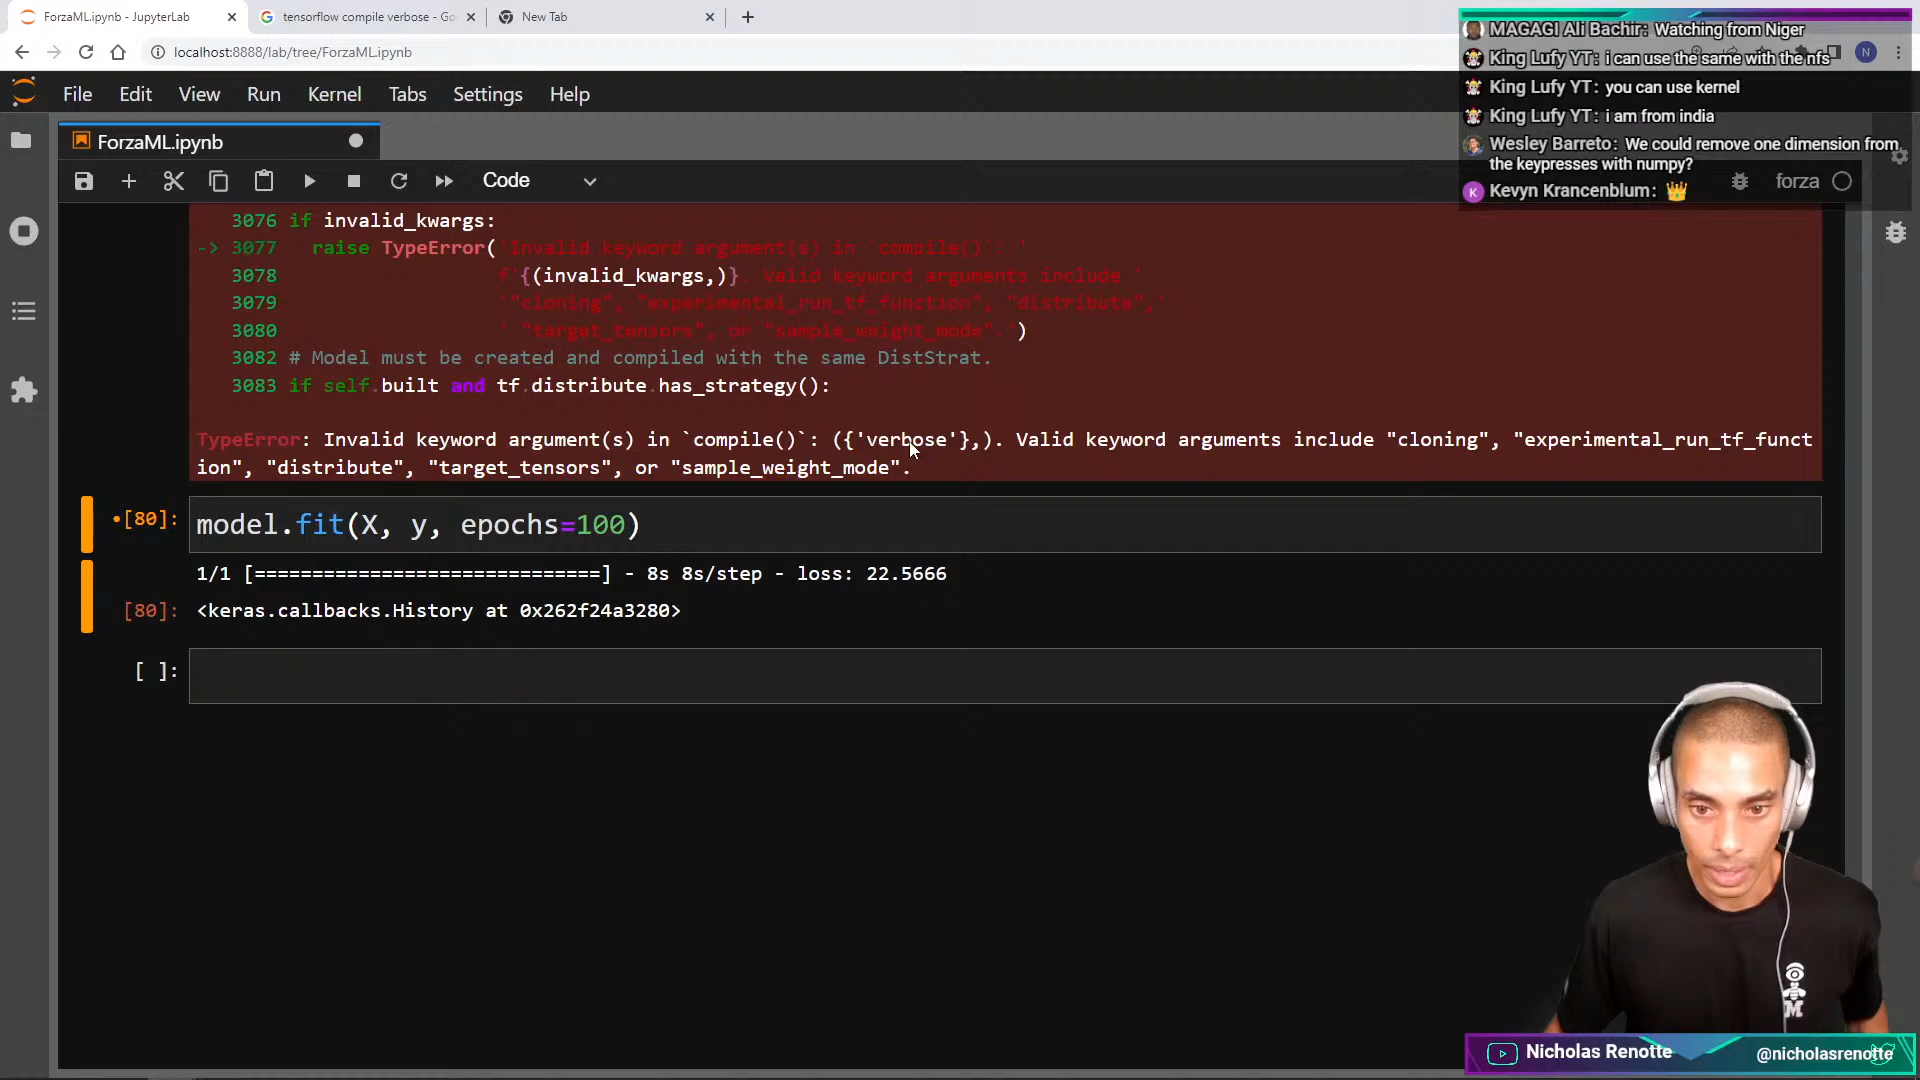 ForzaML.ipynb - JupyterLab
tensorflow compile verbose - Go
New Tab
localhost:8888/lab/tree/ForzaML.ipynb
N
File Edit View Run Kernel Tabs Settings Help
ForzaML.ipynb
Code
forza
MAGAGI Ali Bachir: Watching from Niger
King Lufy YT: i can use the same with the nfs
King Lufy YT: you can use kernel
King Lufy YT: i am from india
Wesley Barreto: We could remove one dimension from
the keypresses with numpy?
K Kevyn Krancenblum: 👑
3076 if invalid_kwargs:
-> 3077 raise TypeError('Invalid keyword argument(s) in `compile()`: '
3078 f'{(invalid_kwargs,)}. Valid keyword arguments include '
3079 '"cloning", "experimental_run_tf_function", "distribute",'
3080 ' "target_tensors", or "sample_weight_mode".')
3082 # Model must be created and compiled with the same DistStrat.
3083 if self.built and tf.distribute.has_strategy():
TypeError: Invalid keyword argument(s) in `compile()`: ({'verbose'},). Valid keyword arguments include "cloning", "experimental_run_tf_funct
ion", "distribute", "target_tensors", or "sample_weight_mode".
•[80]: model.fit(X, y, epochs=100)
1/1 [==============================] - 8s 8s/step - loss: 22.5666
[80]: <keras.callbacks.History at 0x262f24a3280>
[ ]:
M
Nicholas Renotte
@nicholasrenotte